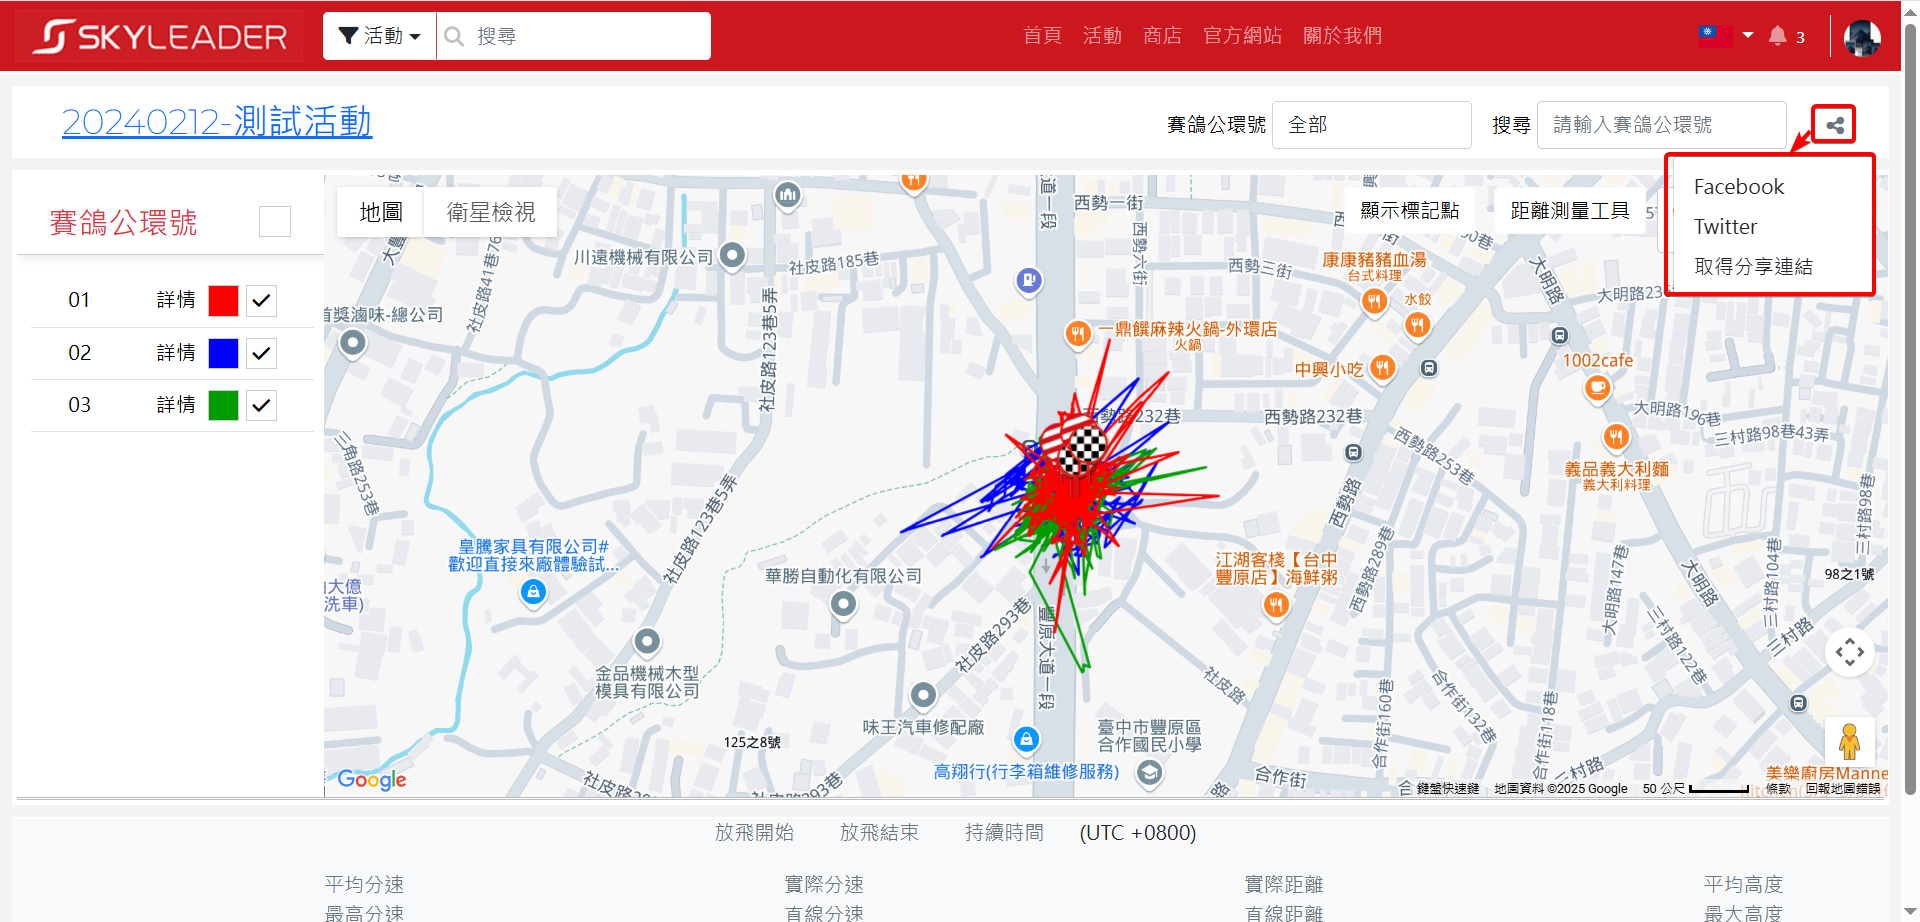 SKYLEADER
活動
搜尋
首頁 活動 商店 官方網站 關於我們
3
20240212-測試活動
賽鴿公環號 全部 搜尋 請輸入賽鴿公環號
Facebook
Twitter
取得分享連結
賽鴿公環號
01 詳情
02 詳情
03 詳情
地圖 衛星檢視
顯示標記點 距離測量工具
道一段
西勢一街
大明路
社皮路41巷76
川遠機械有限公司
社皮路185巷
西勢六街
西勢三街
康康豬豬血湯
台式料理
水餃
大明路235
首獎滷味-總公司
社皮路123巷5弄
一鼎饌麻辣火鍋-外環店
火鍋
中興小吃
1002cafe
西勢路232巷
西勢路232巷
大明路196巷
三村路98巷43弄
西勢路253巷
三角路253巷
義品義大利麵
義大利料理
社皮路123巷5弄
西勢路
三村路98巷
西勢路289巷
皇騰家具有限公司#
歡迎直接來廠體驗試...
華勝自動化有限公司
江湖客棧【台中
豐原店】海鮮粥
大明路147巷
三村路104巷
大明路
98之1號
山大億
洗車)
豐原大道一段
社皮路293巷
三村路122巷
三村路
金品機械木型
模具有限公司
社皮路
合作街160巷
合作街132巷
合作街118巷
味王汽車修配廠
臺中市豐原區
合作國民小學
125之8號
高翔行(行李箱維修服務)
合作街
三村路
美樂廚房Manne
Google
鍵盤快速鍵 地圖資料 ©2025 Google 50 公尺 條款 回報地圖錯誤
放飛開始 放飛結束 持續時間 (UTC +0800)
平均分速 實際分速 實際距離 平均高度
最高分速 直線分速 直線距離 最大高度